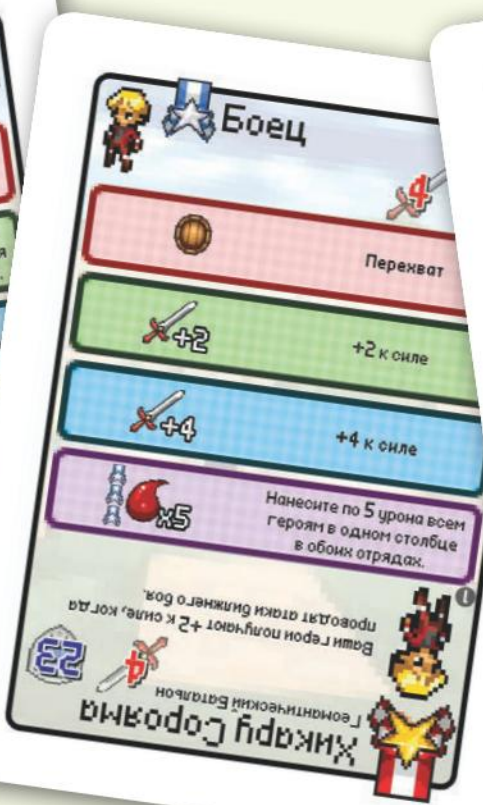 Боец
4
Перехват
+2
+2 к силе
+4
+4 к силе
x5
Нанесите по 5 урона всем
героям в одном столбце
в обоих отрядах.
Хикару Сорояма
Геомантический Батальон
4
23
Ваши герои получают +2 к силе, когда
проводят атаки ближнего боя.